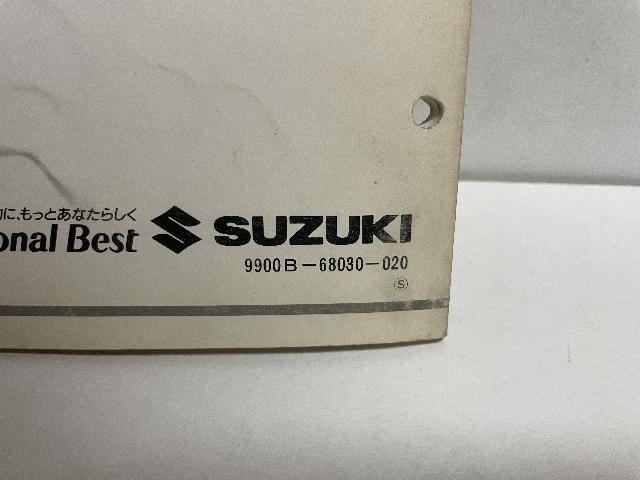 に、もっとあなたらしく
onal Best SUZUKI
9900B-68030-020
S